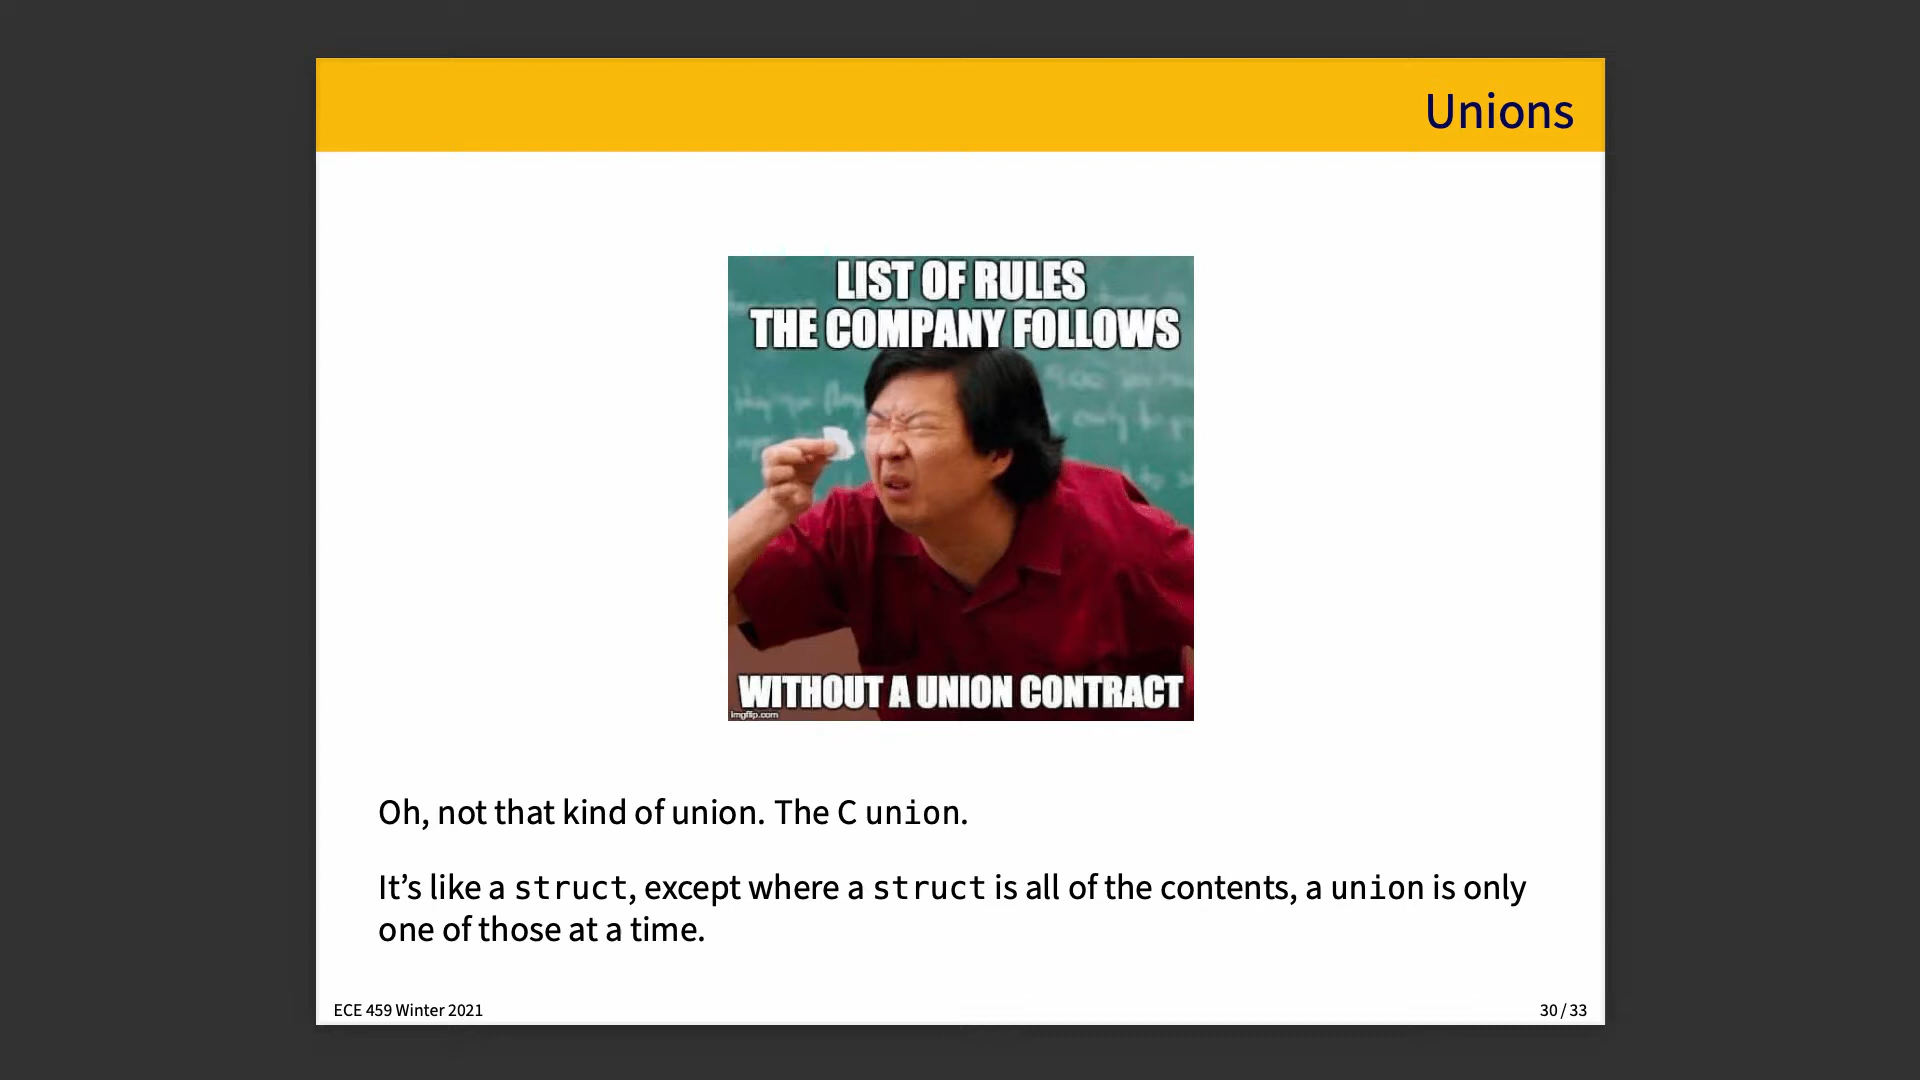 Unions
LIST OF RULES
THE COMPANY FOLLOWS
WITHOUT A UNION CONTRACT
imgflip.com
Oh, not that kind of union. The C union.
It’s like a struct, except where a struct is all of the contents, a union is only
one of those at a time.
ECE 459 Winter 2021
30 / 33